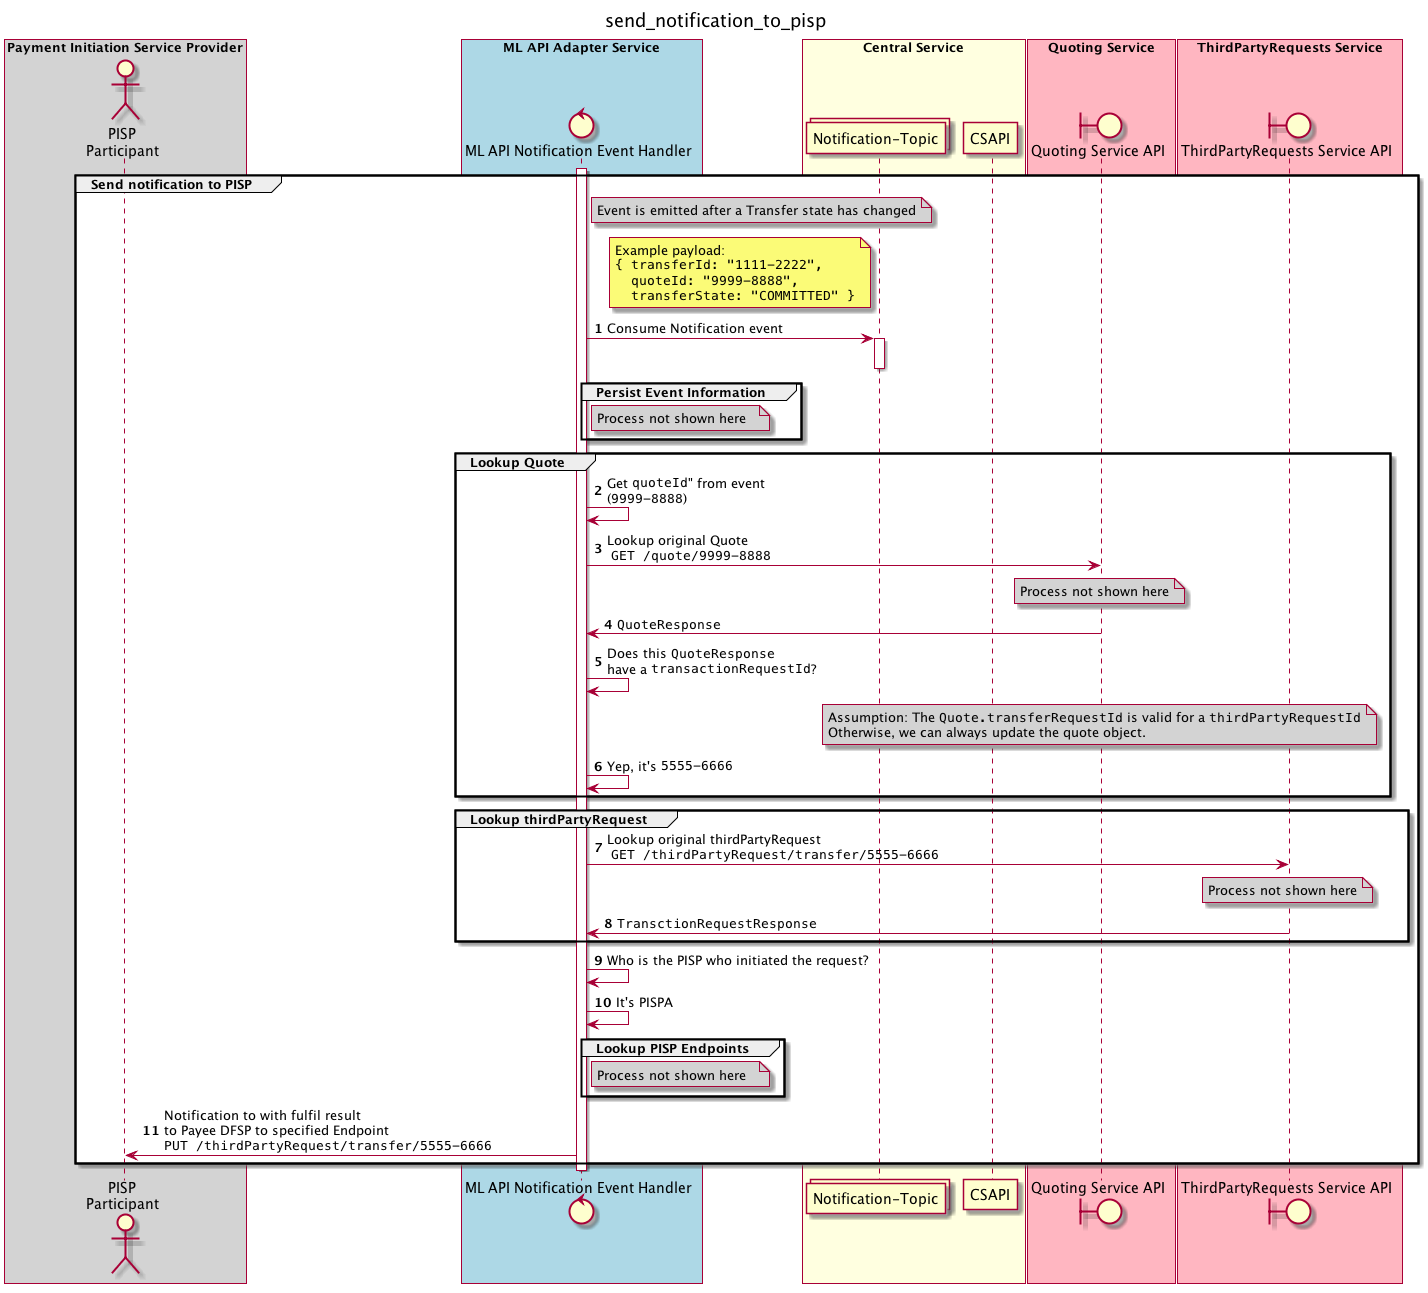 send_notification_to_pisp
Payment Initiation Service Provider
ML API Adapter Service
Central Service
Quoting Service
ThirdPartyRequests Service
PISP
Participant
ML API Notification Event Handler
Notification-Topic
CSAPI
Quoting Service API
ThirdPartyRequests Service API
Send notification to PISP
Event is emitted after a Transfer state has changed
Example payload:
{ transferId: "1111-2222",
quoteId: "9999-8888",
transferState: "COMMITTED" }
1 Consume Notification event
Persist Event Information
Process not shown here
Lookup Quote
2 Get quoteId" from event
(9999-8888)
3 Lookup original Quote
GET /quote/9999-8888
Process not shown here
4 QuoteResponse
5 Does this QuoteResponse
have a transactionRequestId?
Assumption: The Quote.transferRequestId is valid for a thirdPartyRequestId
Otherwise, we can always update the quote object.
6 Yep, it's 5555-6666
Lookup thirdPartyRequest
7 Lookup original thirdPartyRequest
GET /thirdPartyRequest/transfer/5555-6666
Process not shown here
8 TransctionRequestResponse
9 Who is the PISP who initiated the request?
10 It's PISPA
Lookup PISP Endpoints
Process not shown here
Notification to with fulfil result
11 to Payee DFSP to specified Endpoint
PUT /thirdPartyRequest/transfer/5555-6666
PISP
Participant
ML API Notification Event Handler
Notification-Topic
CSAPI
Quoting Service API
ThirdPartyRequests Service API